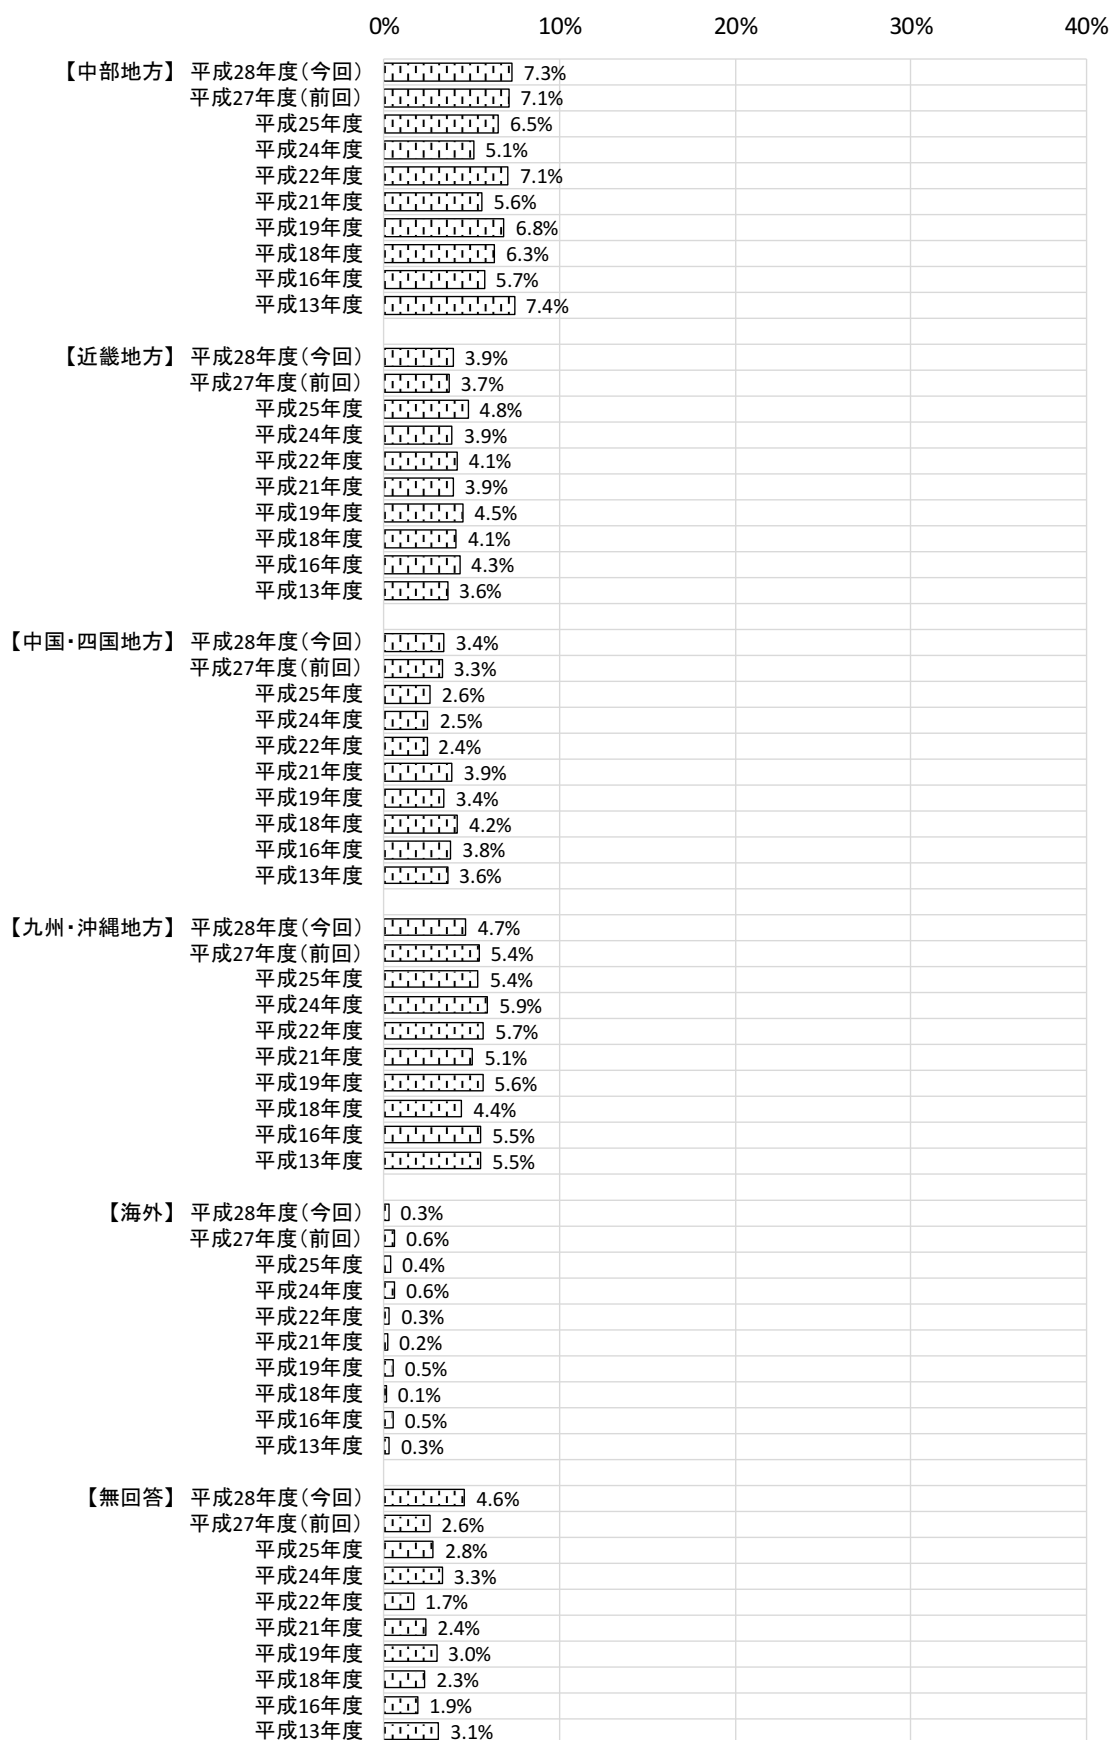 0% 10% 20% 30% 40%
【中部地方】 平成28年度(今回) 7.3%
平成27年度(前回) 7.1%
平成25年度 6.5%
平成24年度 5.1%
平成22年度 7.1%
平成21年度 5.6%
平成19年度 6.8%
平成18年度 6.3%
平成16年度 5.7%
平成13年度 7.4%
【近畿地方】 平成28年度(今回) 3.9%
平成27年度(前回) 3.7%
平成25年度 4.8%
平成24年度 3.9%
平成22年度 4.1%
平成21年度 3.9%
平成19年度 4.5%
平成18年度 4.1%
平成16年度 4.3%
平成13年度 3.6%
【中国・四国地方】 平成28年度(今回) 3.4%
平成27年度(前回) 3.3%
平成25年度 2.6%
平成24年度 2.5%
平成22年度 2.4%
平成21年度 3.9%
平成19年度 3.4%
平成18年度 4.2%
平成16年度 3.8%
平成13年度 3.6%
【九州・沖縄地方】 平成28年度(今回) 4.7%
平成27年度(前回) 5.4%
平成25年度 5.4%
平成24年度 5.9%
平成22年度 5.7%
平成21年度 5.1%
平成19年度 5.6%
平成18年度 4.4%
平成16年度 5.5%
平成13年度 5.5%
【海外】 平成28年度(今回) 0.3%
平成27年度(前回) 0.6%
平成25年度 0.4%
平成24年度 0.6%
平成22年度 0.3%
平成21年度 0.2%
平成19年度 0.5%
平成18年度 0.1%
平成16年度 0.5%
平成13年度 0.3%
【無回答】 平成28年度(今回) 4.6%
平成27年度(前回) 2.6%
平成25年度 2.8%
平成24年度 3.3%
平成22年度 1.7%
平成21年度 2.4%
平成19年度 3.0%
平成18年度 2.3%
平成16年度 1.9%
平成13年度 3.1%